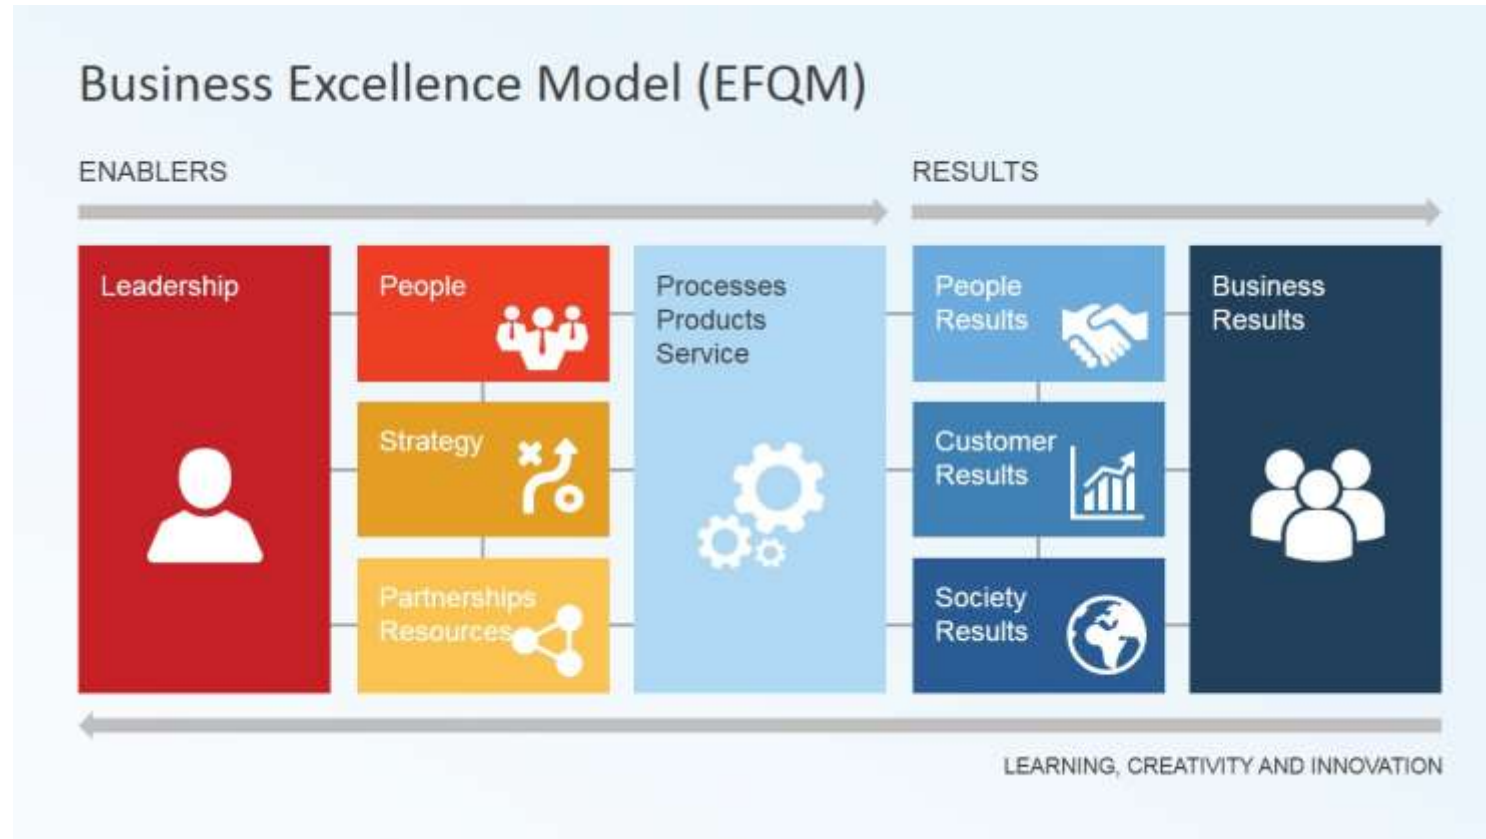 Business Excellence Model (EFQM)
ENABLERS
RESULTS
Leadership
People
Strategy
Partnerships
Resources
Processes
Products
Service
People
Results
Customer
Results
Society
Results
Business
Results
LEARNING, CREATIVITY AND INNOVATION